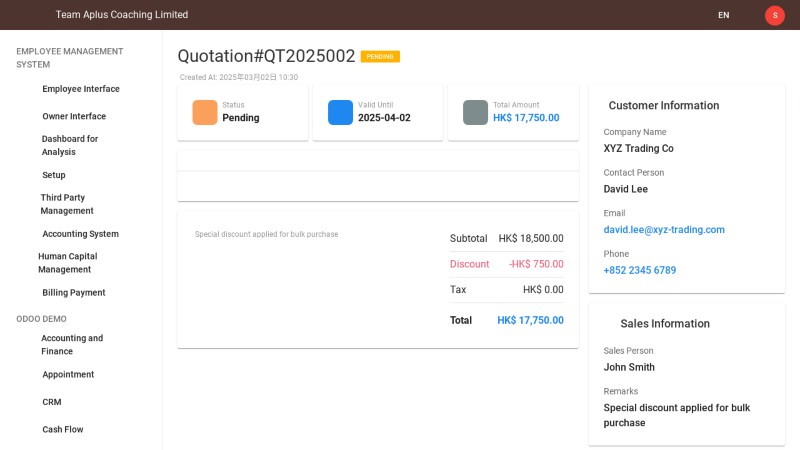 Team Aplus Coaching Limited
EN
S
EMPLOYEE MANAGEMENT
SYSTEM
Employee Interface
Owner Interface
Dashboard for
Analysis
Setup
Third Party
Management
Accounting System
Human Capital
Management
Billing Payment
ODOO DEMO
Accounting and
Finance
Appointment
CRM
Cash Flow
Quotation#QT2025002
PENDING
Created At: 2025年03月02日 10:30
Status
Pending
Valid Until
2025-04-02
Total Amount
HK$ 17,750.00
Special discount applied for bulk purchase
Subtotal HK$ 18,500.00
Discount -HK$ 750.00
Tax HK$ 0.00
Total HK$ 17,750.00
Customer Information
Company Name
XYZ Trading Co
Contact Person
David Lee
Email
david.lee@xyz-trading.com
Phone
+852 2345 6789
Sales Information
Sales Person
John Smith
Remarks
Special discount applied for bulk
purchase